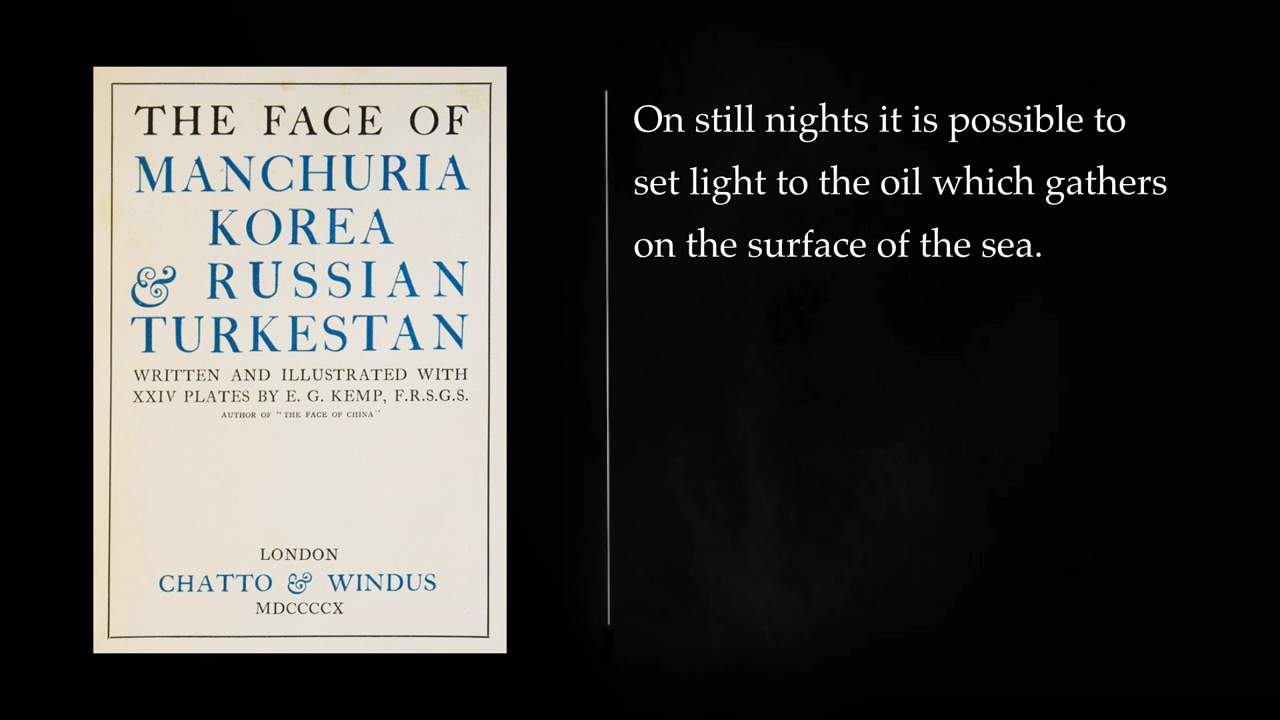 THE FACE OF
MANCHURIA
KOREA
& RUSSIAN
TURKESTAN
WRITTEN AND ILLUSTRATED WITH
XXIV PLATES BY E. G. KEMP, F.R.S.G.S.
AUTHOR OF "THE FACE OF CHINA"
LONDON
CHATTO & WINDUS
MDCCCCX
On still nights it is possible to
set light to the oil which gathers
on the surface of the sea.